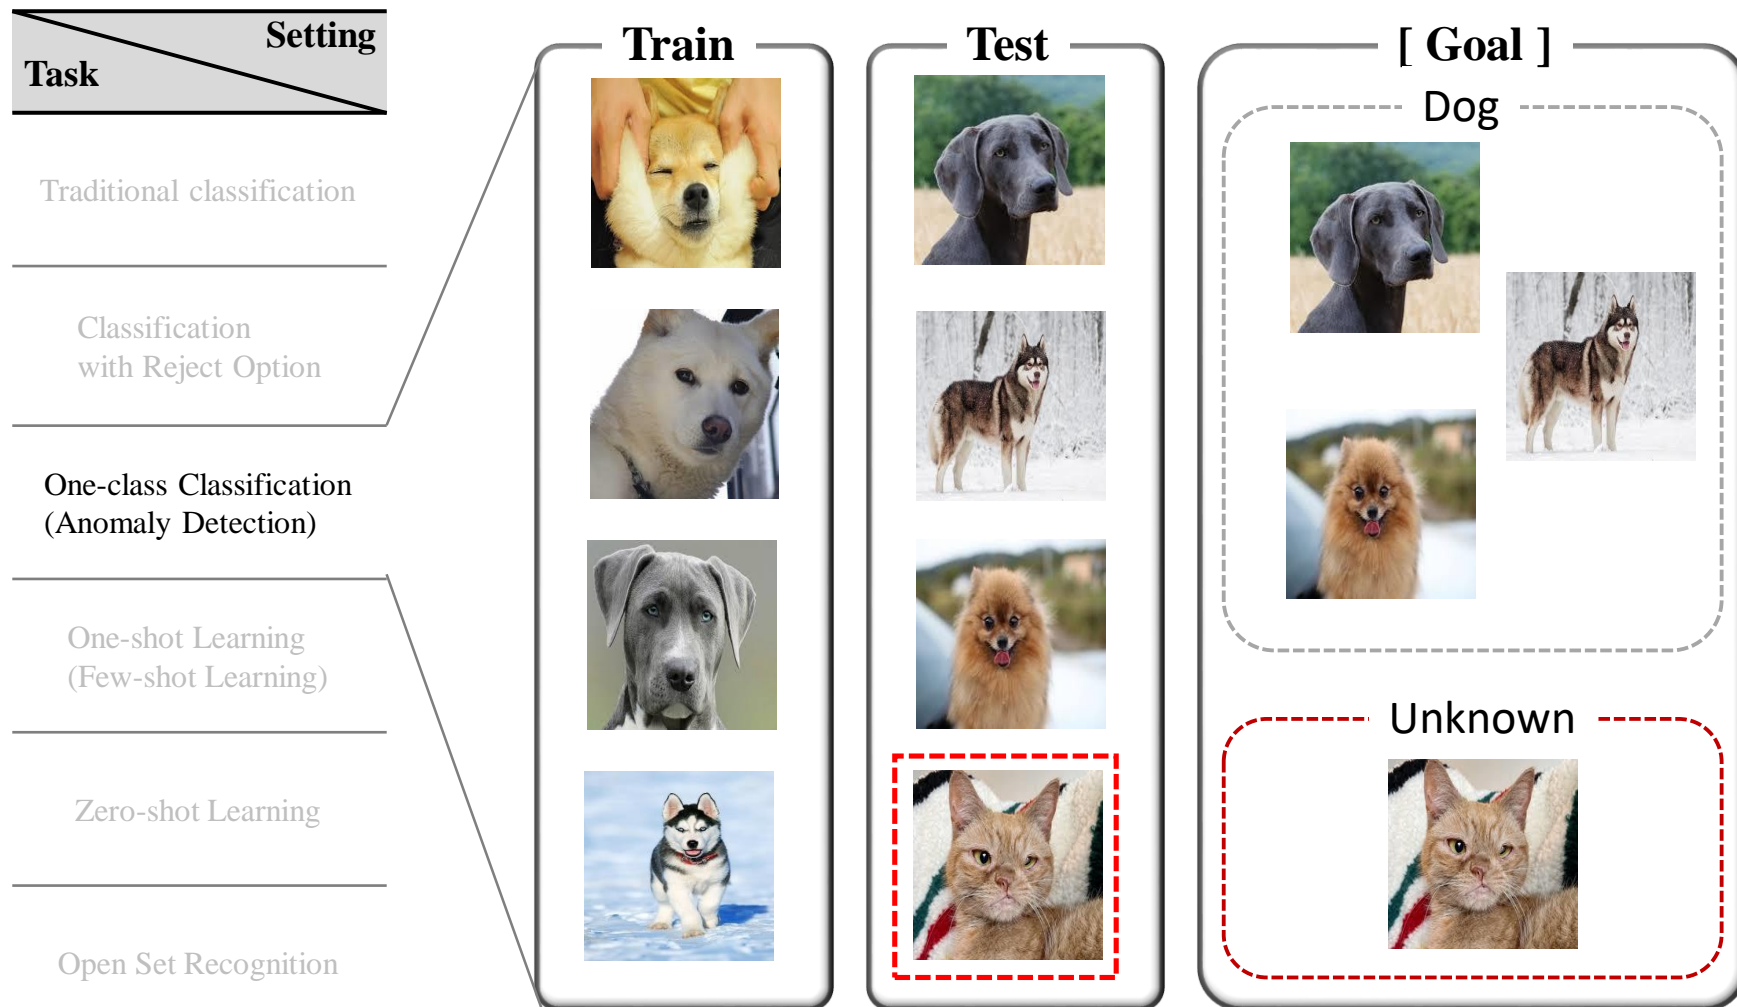 Setting
Task
Traditional classification
Classification
with Reject Option
One-class Classification
(Anomaly Detection)
One-shot Learning
(Few-shot Learning)
Zero-shot Learning
Open Set Recognition
Train
Test
[ Goal ]
Dog
Unknown